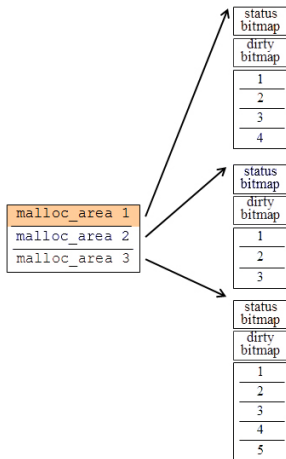 status
bitmap
dirty
bitmap
1
2
3
4
malloc_area 1
malloc_area 2
malloc_area 3
status
bitmap
dirty
bitmap
1
2
3
status
bitmap
dirty
bitmap
1
2
3
4
5